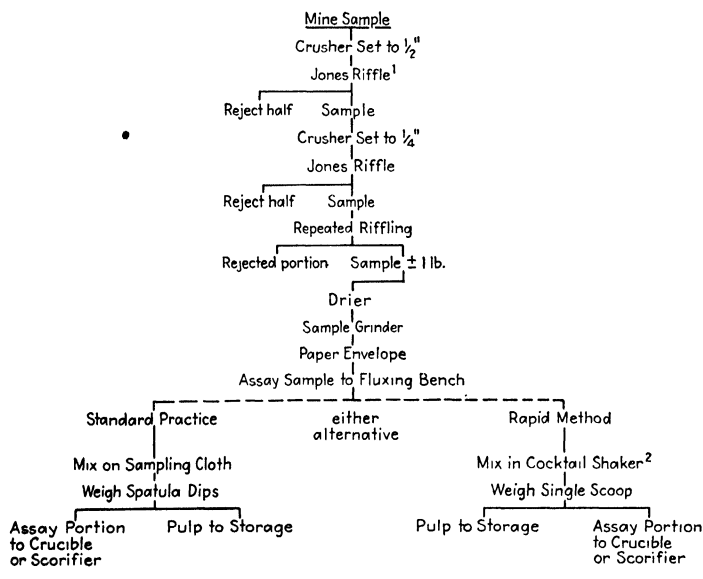 Mine Sample
Crusher Set to ½"
Jones Riffle¹
Reject half Sample
Crusher Set to ¼"
Jones Riffle
Reject half Sample
Repeated Riffling
Rejected portion Sample ± 1 lb.
Drier
Sample Grinder
Paper Envelope
Assay Sample to Fluxing Bench
Standard Practice either Rapid Method
alternative
Mix on Sampling Cloth Mix in Cocktail Shaker²
Weigh Spatula Dips Weigh Single Scoop
Assay Portion Pulp to Storage Pulp to Storage Assay Portion
to Crucible to Crucible
or Scorifier or Scorifier